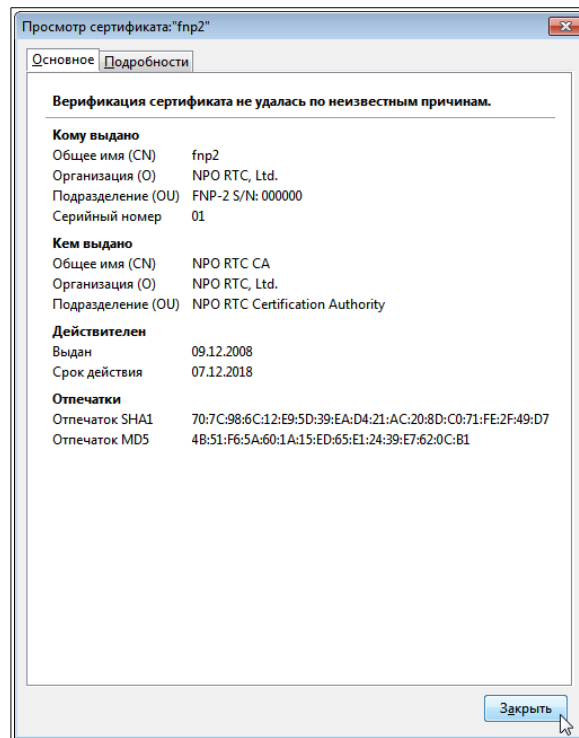 Просмотр сертификата:"fnp2"
Основное Подробности
Верификация сертификата не удалась по неизвестным причинам.
Кому выдано
Общее имя (CN) fnp2
Организация (O) NPO RTC, Ltd.
Подразделение (OU) FNP-2 S/N: 000000
Серийный номер 01
Кем выдано
Общее имя (CN) NPO RTC CA
Организация (O) NPO RTC, Ltd.
Подразделение (OU) NPO RTC Certification Authority
Действителен
Выдан 09.12.2008
Срок действия 07.12.2018
Отпечатки
Отпечаток SHA1 70:7C:98:6C:12:E9:5D:39:EA:D4:21:AC:20:8D:C0:71:FE:2F:49:D7
Отпечаток MD5 4B:51:F6:5A:60:1A:15:ED:65:E1:24:39:E7:62:0C:B1
Закрыть